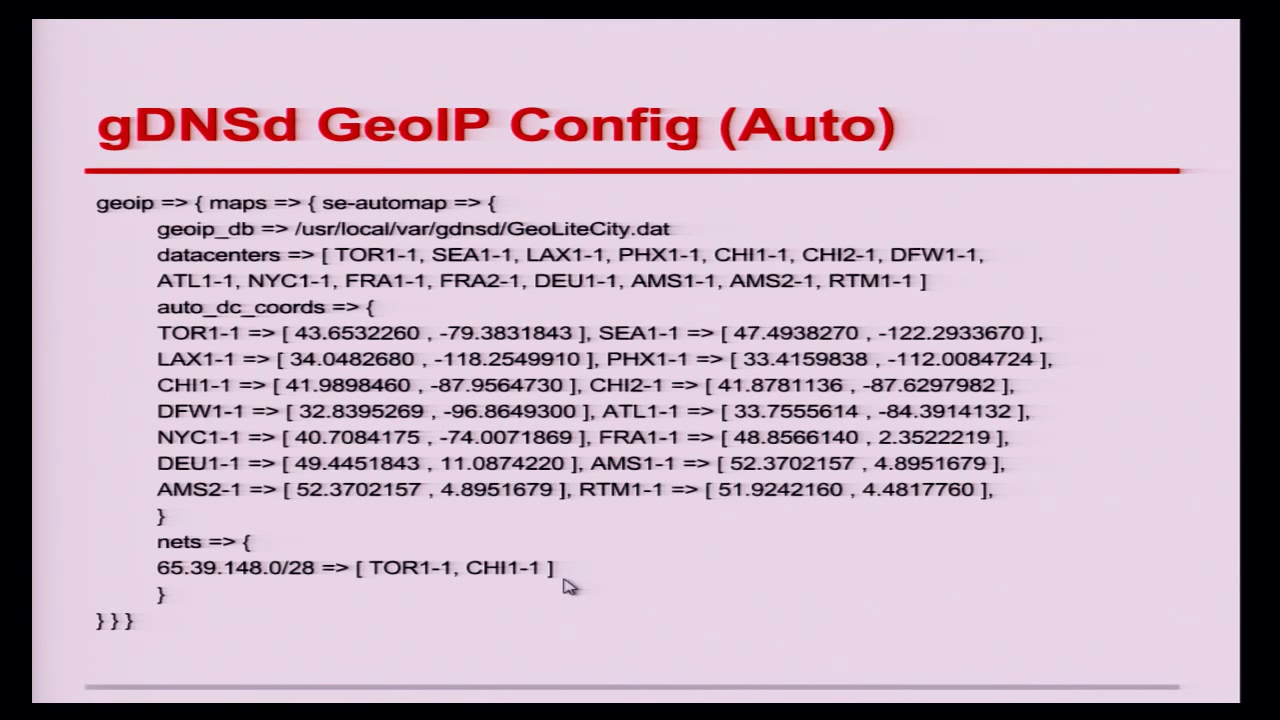 gDNSd GeoIP Config (Auto)
geoip => { maps => { se-automap => {
geoip_db => /usr/local/var/gdnsd/GeoLiteCity.dat
datacenters => [ TOR1-1, SEA1-1, LAX1-1, PHX1-1, CHI1-1, CHI2-1, DFW1-1,
ATL1-1, NYC1-1, FRA1-1, FRA2-1, DEU1-1, AMS1-1, AMS2-1, RTM1-1 ]
auto_dc_coords => {
TOR1-1 => [ 43.6532260 , -79.3831843 ], SEA1-1 => [ 47.4938270 , -122.2933670 ],
LAX1-1 => [ 34.0482680 , -118.2549910 ], PHX1-1 => [ 33.4159838 , -112.0084724 ],
CHI1-1 => [ 41.9898460 , -87.9564730 ], CHI2-1 => [ 41.8781136 , -87.6297982 ],
DFW1-1 => [ 32.8395269 , -96.8649300 ], ATL1-1 => [ 33.7555614 , -84.3914132 ],
NYC1-1 => [ 40.7084175 , -74.0071869 ], FRA1-1 => [ 48.8566140 , 2.3522219 ],
DEU1-1 => [ 49.4451843 , 11.0874220 ], AMS1-1 => [ 52.3702157 , 4.8951679 ],
AMS2-1 => [ 52.3702157 , 4.8951679 ], RTM1-1 => [ 51.9242160 , 4.4817760 ],
}
nets => {
65.39.148.0/28 => [ TOR1-1, CHI1-1 ]
}
} } }